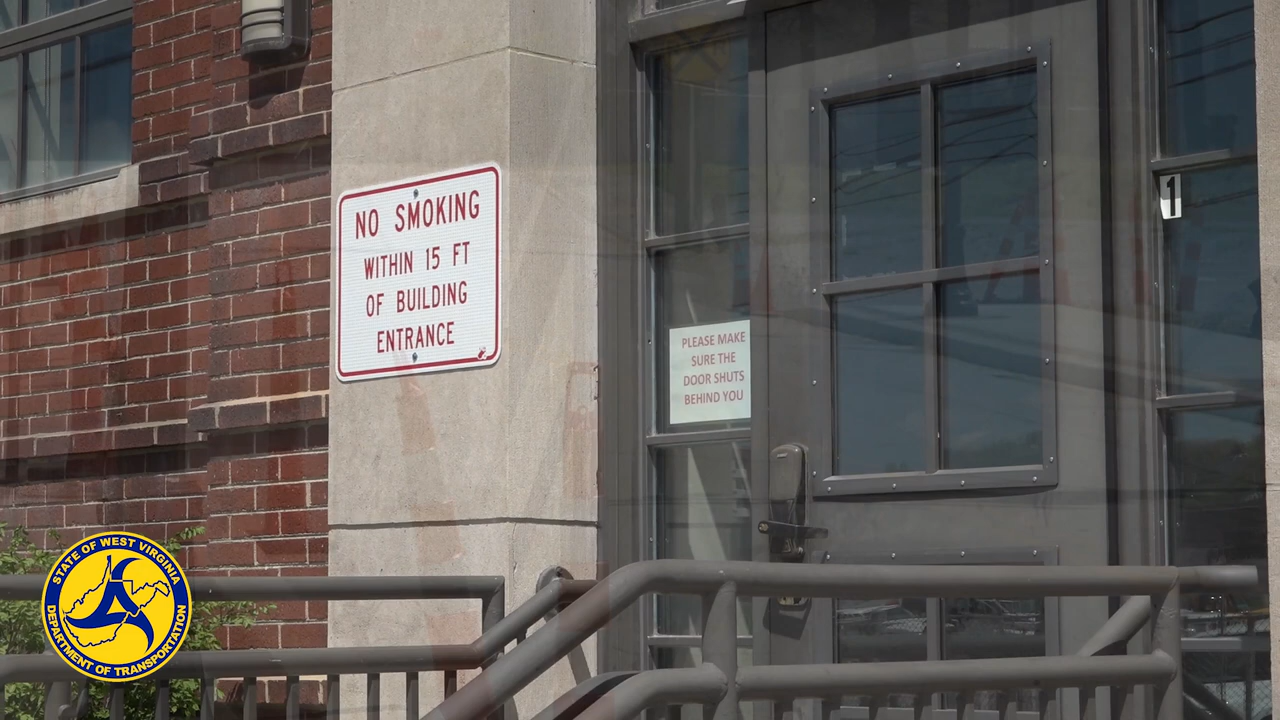 NO SMOKING
WITHIN 15 FT
OF BUILDING
ENTRANCE
PLEASE MAKE
SURE THE
DOOR SHUTS
BEHIND YOU
1
STATE OF WEST VIRGINIA
DEPARTMENT OF TRANSPORTATION